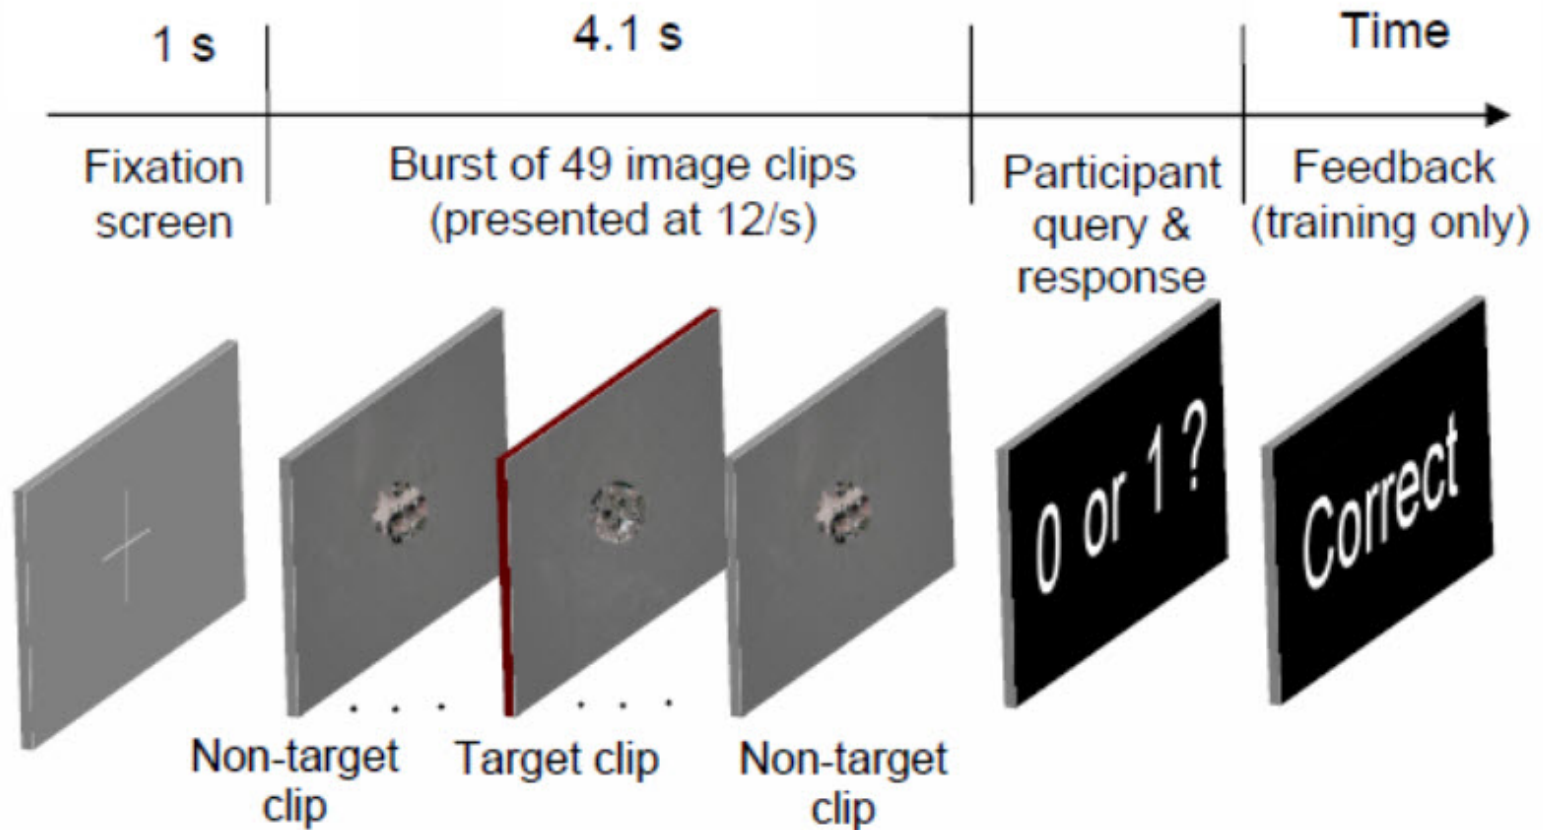 1 s
4.1 s
Time
Fixation
screen
Burst of 49 image clips
(presented at 12/s)
Participant
query &
response
Feedback
(training only)
0 or 1 ?
Correct
Non-target
clip
Target clip
Non-target
clip